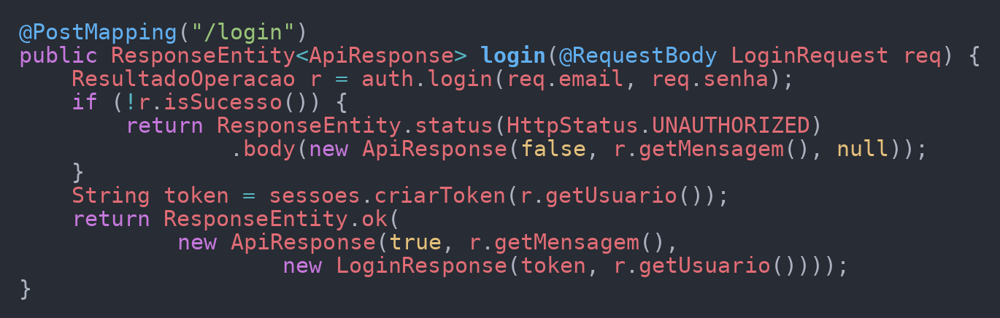 @PostMapping("/login")
public ResponseEntity<ApiResponse> login(@RequestBody LoginRequest req) {
    ResultadoOperacao r = auth.login(req.email, req.senha);
    if (!r.isSucesso()) {
        return ResponseEntity.status(HttpStatus.UNAUTHORIZED)
                .body(new ApiResponse(false, r.getMensagem(), null));
    }
    String token = sessoes.criarToken(r.getUsuario());
    return ResponseEntity.ok(
            new ApiResponse(true, r.getMensagem(),
                    new LoginResponse(token, r.getUsuario())));
}